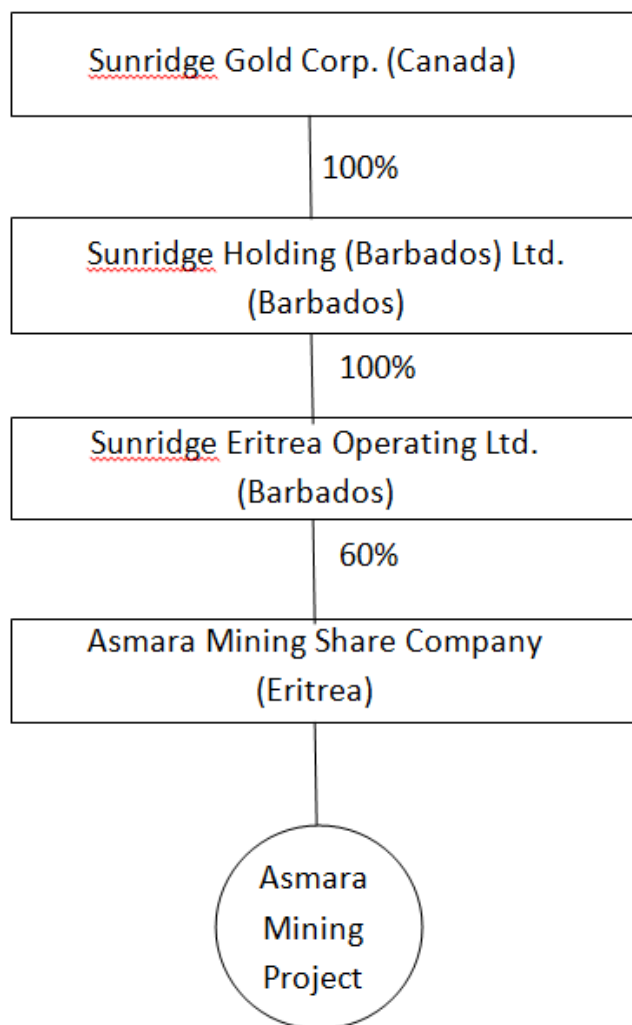 Sunridge Gold Corp. (Canada)
100%
Sunridge Holding (Barbados) Ltd.
(Barbados)
100%
Sunridge Eritrea Operating Ltd.
(Barbados)
60%
Asmara Mining Share Company
(Eritrea)
Asmara
Mining
Project